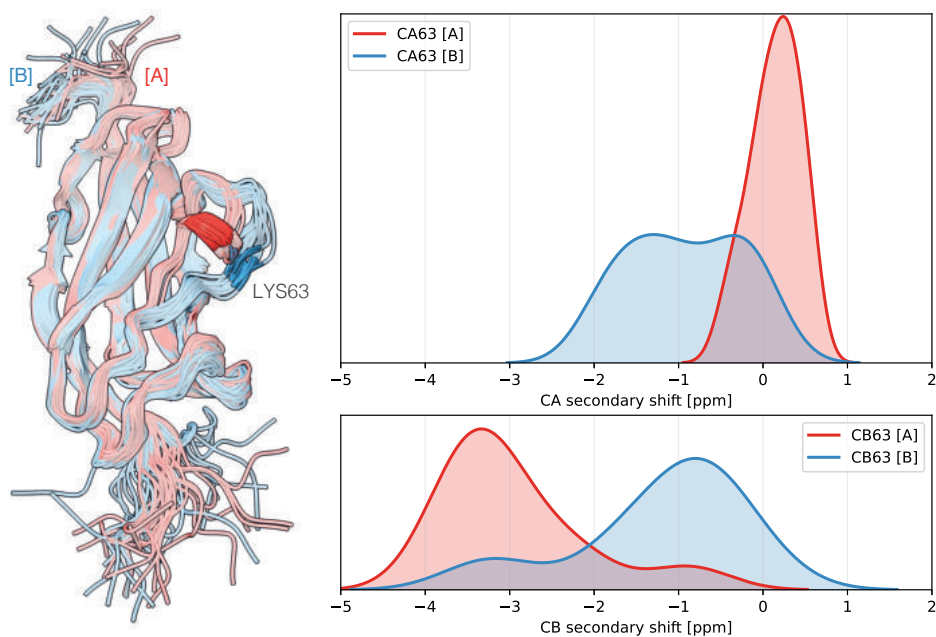 [B]
[A]
LYS63
CA63 [A]
CA63 [B]
-5 -4 -3 -2 -1 0 1 2
CA secondary shift [ppm]
CB63 [A]
CB63 [B]
-5 -4 -3 -2 -1 0 1 2
CB secondary shift [ppm]